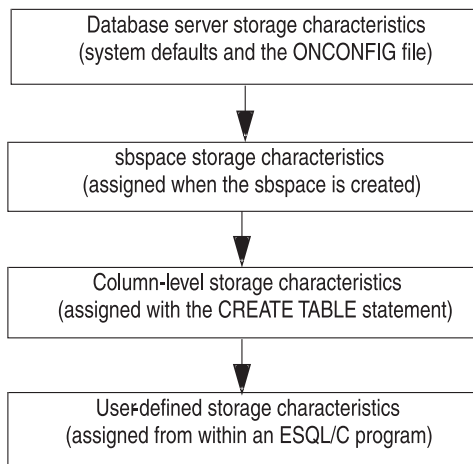 Database server storage characteristics
(system defaults and the ONCONFIG file)
sbspace storage characteristics
(assigned when the sbspace is created)
Column-level storage characteristics
(assigned with the CREATE TABLE statement)
User-defined storage characteristics
(assigned from within an ESQL/C program)